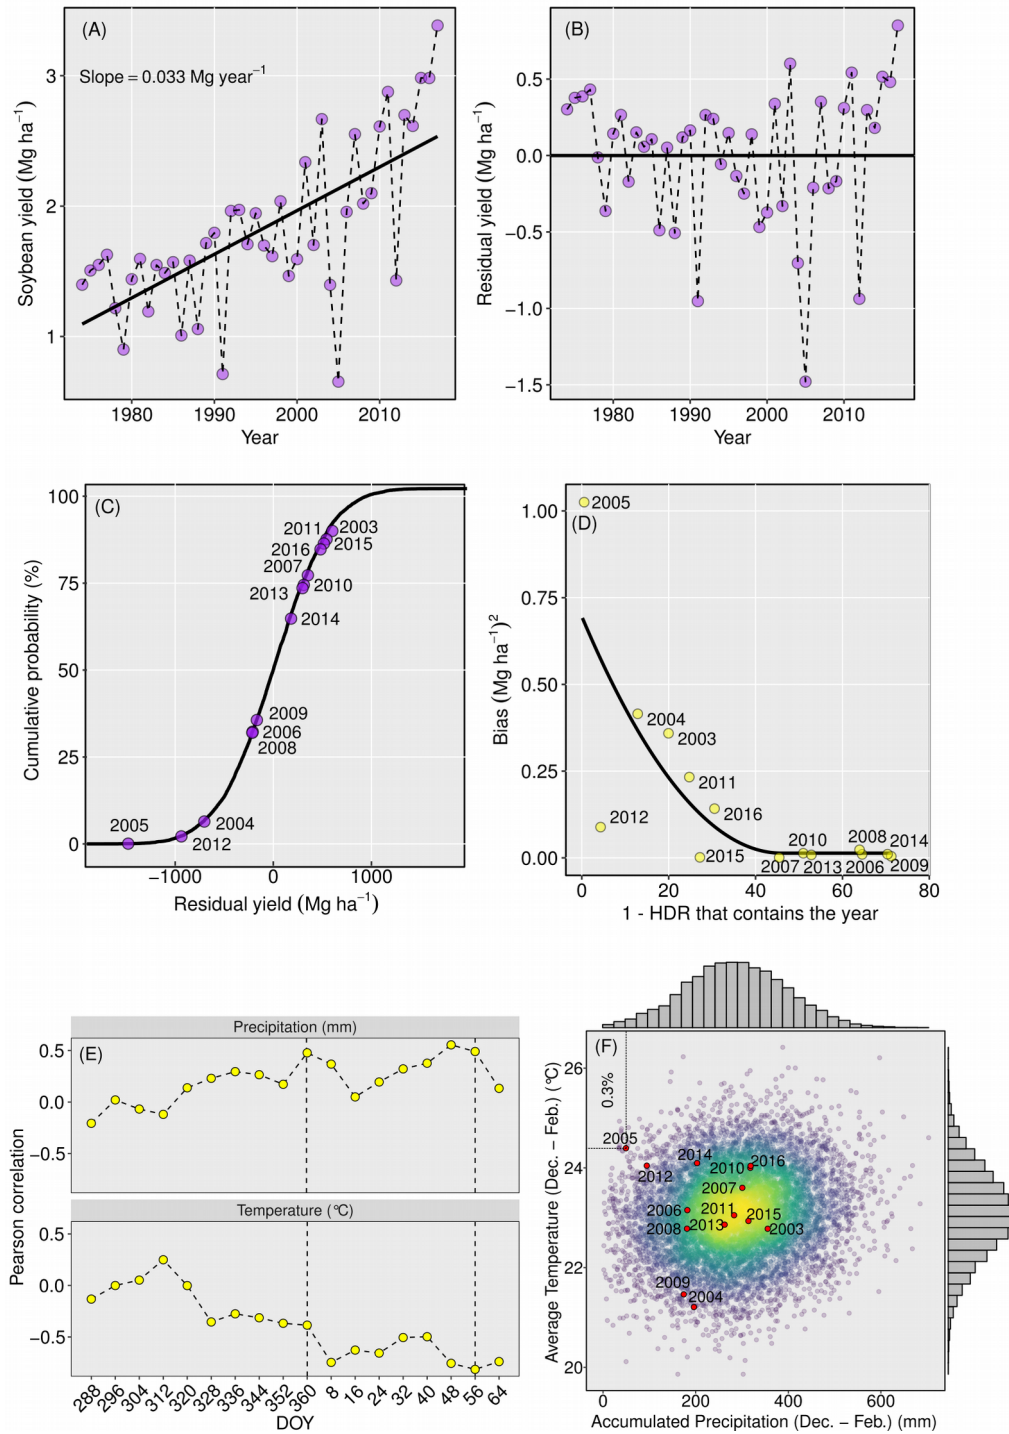 (A)
Slope = 0.033 Mg year⁻¹
3
2
1
Soybean yield (Mg ha⁻¹)
1980 1990 2000 2010
Year
(B)
0.5
0.0
−0.5
−1.0
−1.5
Residual yield (Mg ha⁻¹)
1980 1990 2000 2010
Year
(C)
100
75
50
25
0
Cumulative probability (%)
2011 2003
2016 2015
2007
2013 2010
2014
2009
2006
2008
2005 2004
2012
−1000 0 1000
Residual yield (Mg ha⁻¹)
(D)
1.00
0.75
0.50
0.25
0.00
Bias (Mg ha⁻¹)²
2005
2004
2003
2011
2016
2012
2015
2010 2008 2014
2007 2013 2006 2009
0 20 40 60 80
1 - HDR that contains the year
(E)
Precipitation (mm)
0.5
0.0
−0.5
Temperature (°C)
0.5
0.0
−0.5
Pearson correlation
288 296 304 312 320 328 336 344 352 360 8 16 24 32 40 48 56 64
DOY
(F)
0.3%
26
24
22
20
Average Temperature (Dec. − Feb.) (°C)
2005
2012 2014 2010 2016
2007
2006 2011 2015
2008 2013 2003
2009
2004
0 200 400 600
Accumulated Precipitation (Dec. − Feb.) (mm)